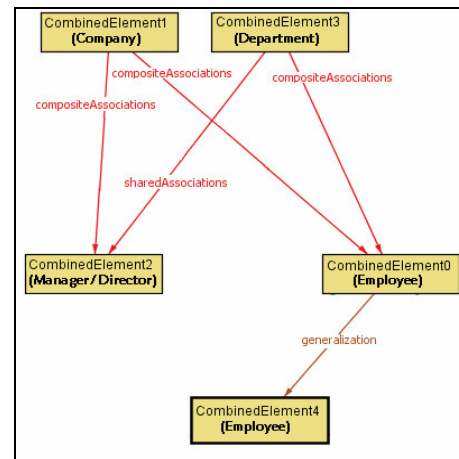 CombinedElement1
(Company)
CombinedElement3
(Department)
compositeAssociations
compositeAssociations
compositeAssociations
sharedAssociations
CombinedElement2
(Manager/Director)
CombinedElement0
(Employee)
generalization
CombinedElement4
(Employee)